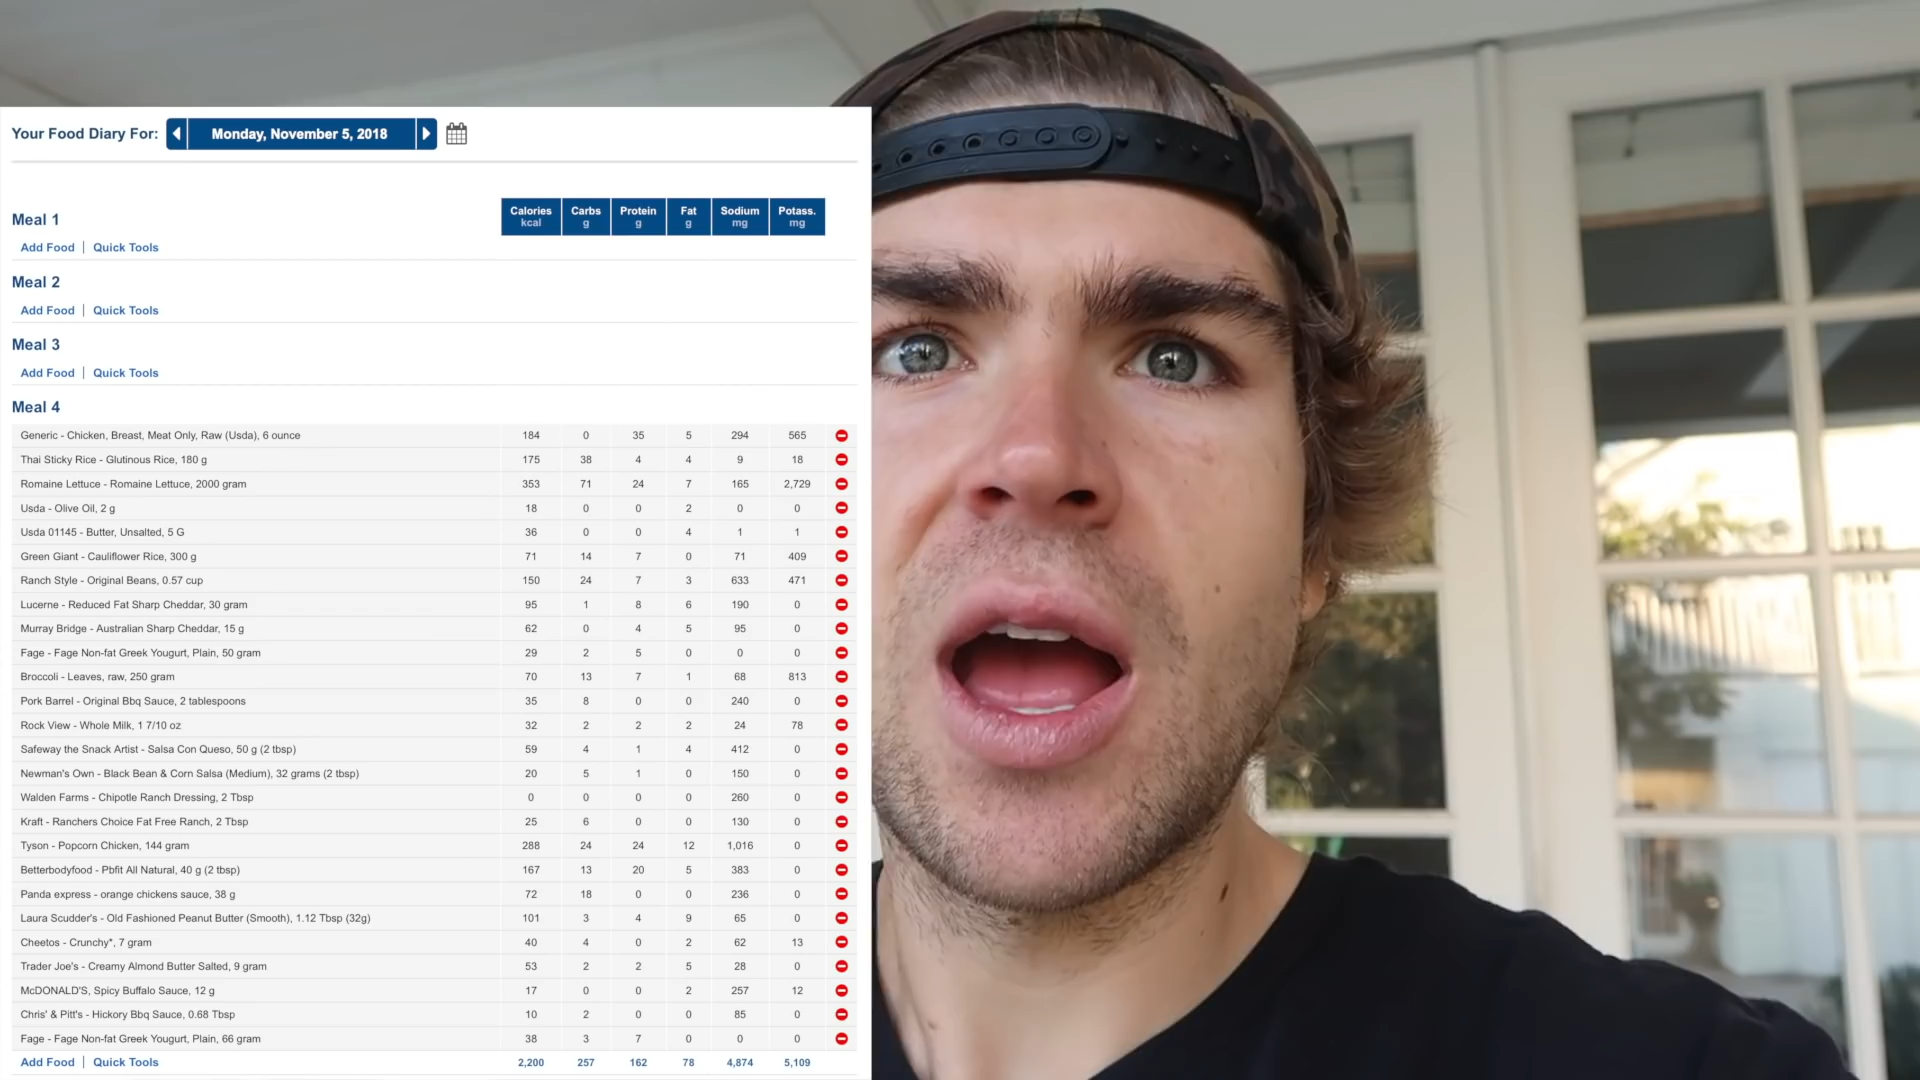 Your Food Diary For: Monday, November 5, 2018
Calories Carbs Protein Fat Sodium Potass.
Meal 1 kcal g g g mg mg
Add Food | Quick Tools
Meal 2
Add Food | Quick Tools
Meal 3
Add Food | Quick Tools
Meal 4
Generic - Chicken, Breast, Meat Only, Raw (Usda), 6 ounce 184 0 35 5 294 565
Thai Sticky Rice - Glutinous Rice, 180 g 175 38 4 4 9 18
Romaine Lettuce - Romaine Lettuce, 2000 gram 353 71 24 7 165 2,729
Usda - Olive Oil, 2 g 18 0 0 2 0 0
Usda 01145 - Butter, Unsalted, 5 G 36 0 0 4 1 1
Green Giant - Cauliflower Rice, 300 g 71 14 7 0 71 409
Ranch Style - Original Beans, 0.57 cup 150 24 7 3 633 471
Lucerne - Reduced Fat Sharp Cheddar, 30 gram 95 1 8 6 190 0
Murray Bridge - Australian Sharp Cheddar, 15 g 62 0 4 5 95 0
Fage - Fage Non-fat Greek Yougurt, Plain, 50 gram 29 2 5 0 0 0
Broccoli - Leaves, raw, 250 gram 70 13 7 1 68 813
Pork Barrel - Original Bbq Sauce, 2 tablespoons 35 8 0 0 240 0
Rock View - Whole Milk, 1 7/10 oz 32 2 2 2 24 78
Safeway the Snack Artist - Salsa Con Queso, 50 g (2 tbsp) 59 4 1 4 412 0
Newman's Own - Black Bean & Corn Salsa (Medium), 32 grams (2 tbsp) 20 5 1 0 150 0
Walden Farms - Chipotle Ranch Dressing, 2 Tbsp 0 0 0 0 260 0
Kraft - Ranchers Choice Fat Free Ranch, 2 Tbsp 25 6 0 0 130 0
Tyson - Popcorn Chicken, 144 gram 288 24 24 12 1,016 0
Betterbodyfood - Pbfit All Natural, 40 g (2 tbsp) 167 13 20 5 383 0
Panda express - orange chickens sauce, 38 g 72 18 0 0 236 0
Laura Scudder's - Old Fashioned Peanut Butter (Smooth), 1.12 Tbsp (32g) 101 3 4 9 65 0
Cheetos - Crunchy*, 7 gram 40 4 0 2 62 13
Trader Joe's - Creamy Almond Butter Salted, 9 gram 53 2 2 5 28 0
McDONALD'S, Spicy Buffalo Sauce, 12 g 17 0 0 2 257 12
Chris' & Pitt's - Hickory Bbq Sauce, 0.68 Tbsp 10 2 0 0 85 0
Fage - Fage Non-fat Greek Yougurt, Plain, 66 gram 38 3 7 0 0 0
Add Food | Quick Tools 2,200 257 162 78 4,874 5,109